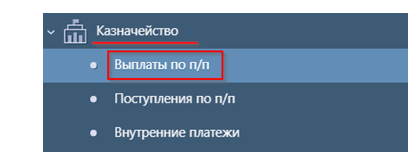 Казначейство
Выплаты по п/п
Поступления по п/п
Внутренние платежи